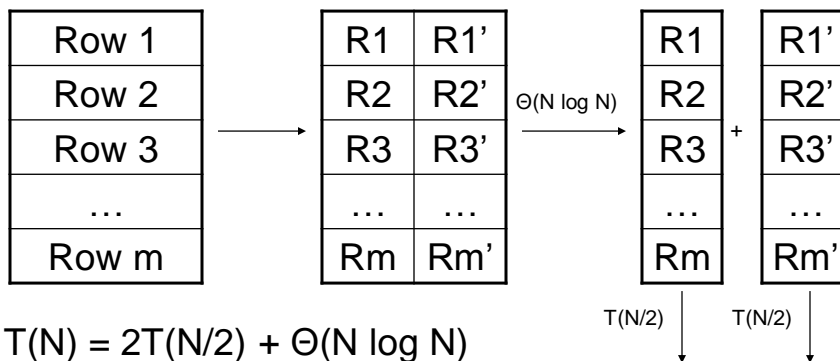 Row 1 R1 R1’ R1 R1’
Row 2 R2 R2’ Θ(N log N) R2 R2’
Row 3 R3 R3’ R3 + R3’
… … … … …
Row m Rm Rm’ Rm Rm’
T(N/2) T(N/2)
T(N) = 2T(N/2) + Θ(N log N)